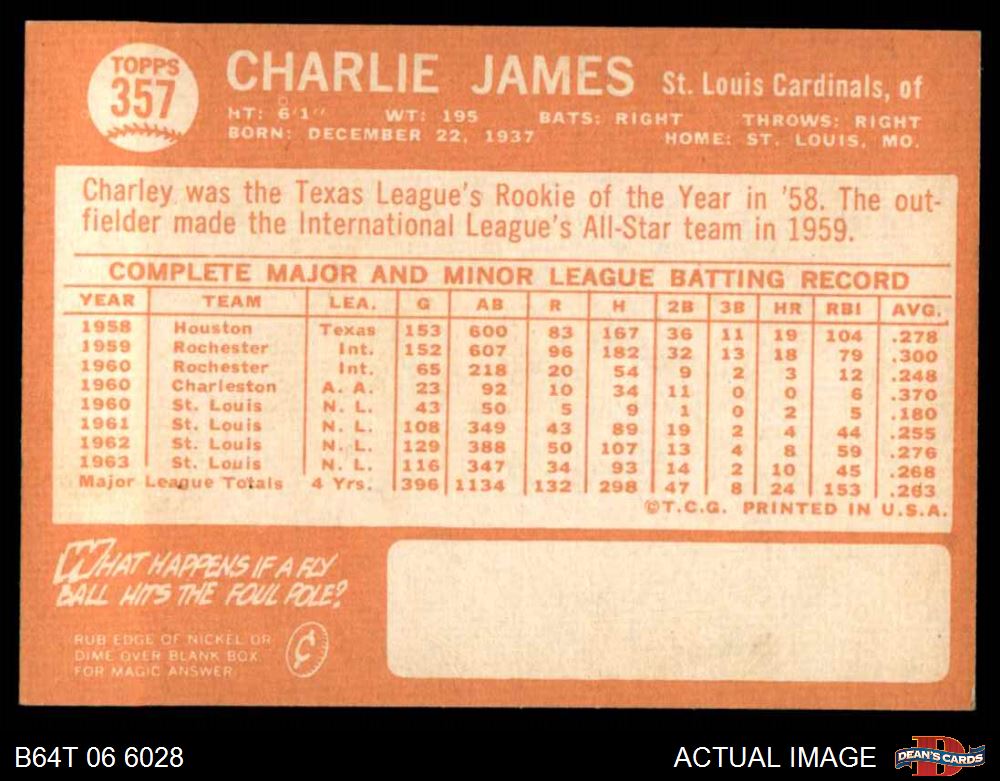 TOPPS
357
CHARLIE JAMES St. Louis Cardinals, of
HT: 6'1" WT: 195 BATS: RIGHT THROWS: RIGHT
BORN: DECEMBER 22, 1937 HOME: ST. LOUIS, MO.
Charley was the Texas League's Rookie of the Year in '58. The out-
fielder made the International League's All-Star team in 1959.
COMPLETE MAJOR AND MINOR LEAGUE BATTING RECORD
YEAR TEAM LEA. G AB R H 2B 3B HR RBI AVG.
1958 Houston Texas 153 600 83 167 36 11 19 104 .278
1959 Rochester Int. 152 607 96 182 32 13 18 79 .300
1960 Rochester Int. 65 218 20 54 9 2 3 12 .248
1960 Charleston A. A. 23 92 10 34 11 0 0 6 .370
1960 St. Louis N. L. 43 50 5 9 1 0 2 5 .180
1961 St. Louis N. L. 108 349 43 89 19 2 4 44 .255
1962 St. Louis N. L. 129 388 50 107 13 4 8 59 .276
1963 St. Louis N. L. 116 347 34 93 14 2 10 45 .268
Major League Totals 4 Yrs. 396 1134 132 298 47 8 24 153 .263
©T.C.G. PRINTED IN U.S.A.
WHAT HAPPENS IF A FLY
BALL HITS THE FOUL POLE?
RUB EDGE OF NICKEL OR
DIME OVER BLANK BOX
FOR MAGIC ANSWER
¢
B64T 06 6028 ACTUAL IMAGE DEAN'S CARDS